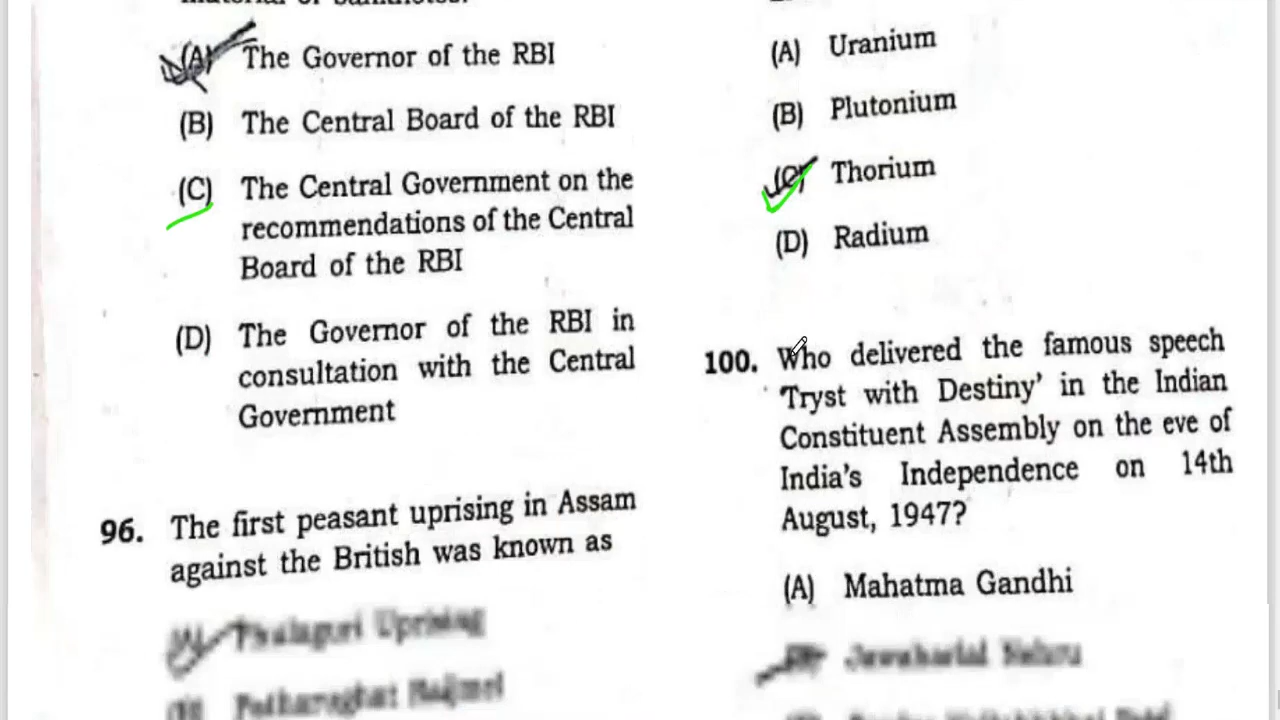 (A) The Governor of the RBI
(B) The Central Board of the RBI
(C) The Central Government on the
recommendations of the Central
Board of the RBI
(D) The Governor of the RBI in
consultation with the Central
Government
96. The first peasant uprising in Assam
against the British was known as
Uprising
(A) Uranium
(B) Plutonium
(C) Thorium
(D) Radium
100. Who delivered the famous speech
'Tryst with Destiny' in the Indian
Constituent Assembly on the eve of
India's Independence on 14th
August, 1947?
(A) Mahatma Gandhi
Jawaharlal Nehru